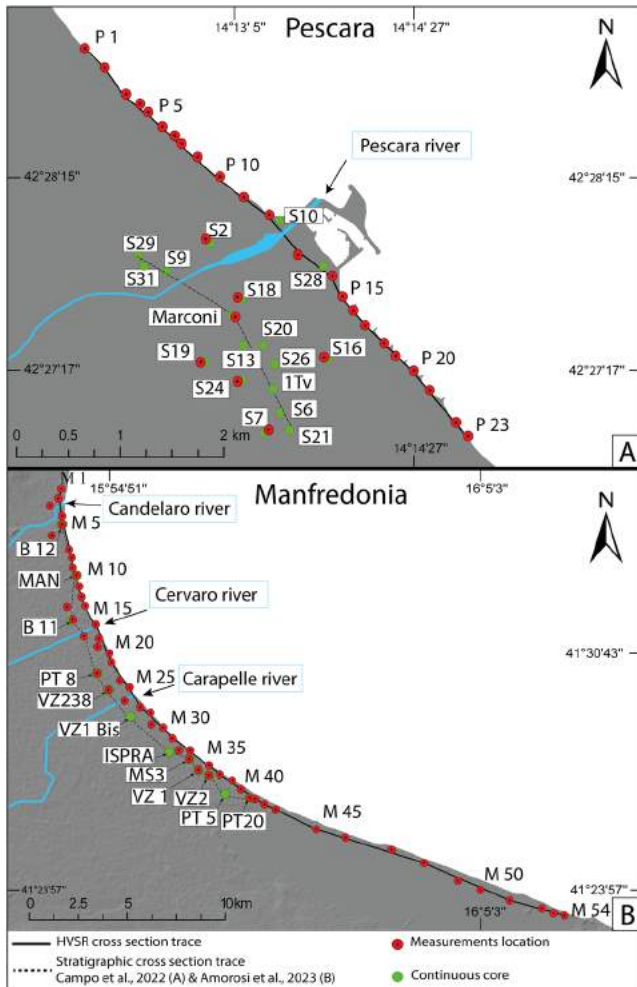 14°13'5"
14°14'27"
Pescara
N
P 1
P 5
P 10
Pescara river
42°28'15"
42°28'15"
S10
S2
S29
S9
S31
S28
S18
P 15
Marconi
S20
S19
S13
S26
S16
42°27'17"
42°27'17"
P 20
S24
1Tv
S6
S7
P 23
S21
0 0.5 1 2 km
14°14'27"
A
M 1
15°54'51"
Manfredonia
16°5'3"
N
Candelaro river
M 5
B 12
MAN
M 10
Cervaro river
M 15
B 11
M 20
41°30'43"
Carapelle river
PT 8
M 25
VZ238
VZ1 Bis
M 30
ISPRA
M 35
MS3
M 40
VZ 1
VZ2
PT 5
PT20
M 45
M 50
41°23'57"
41°23'57"
0 2.5 5 10km
16°5'3"
M 54
B
HVSR cross section trace
Measurements location
Stratigraphic cross section trace
Campo et al., 2022 (A) & Amorosi et al., 2023 (B)
Continuous core